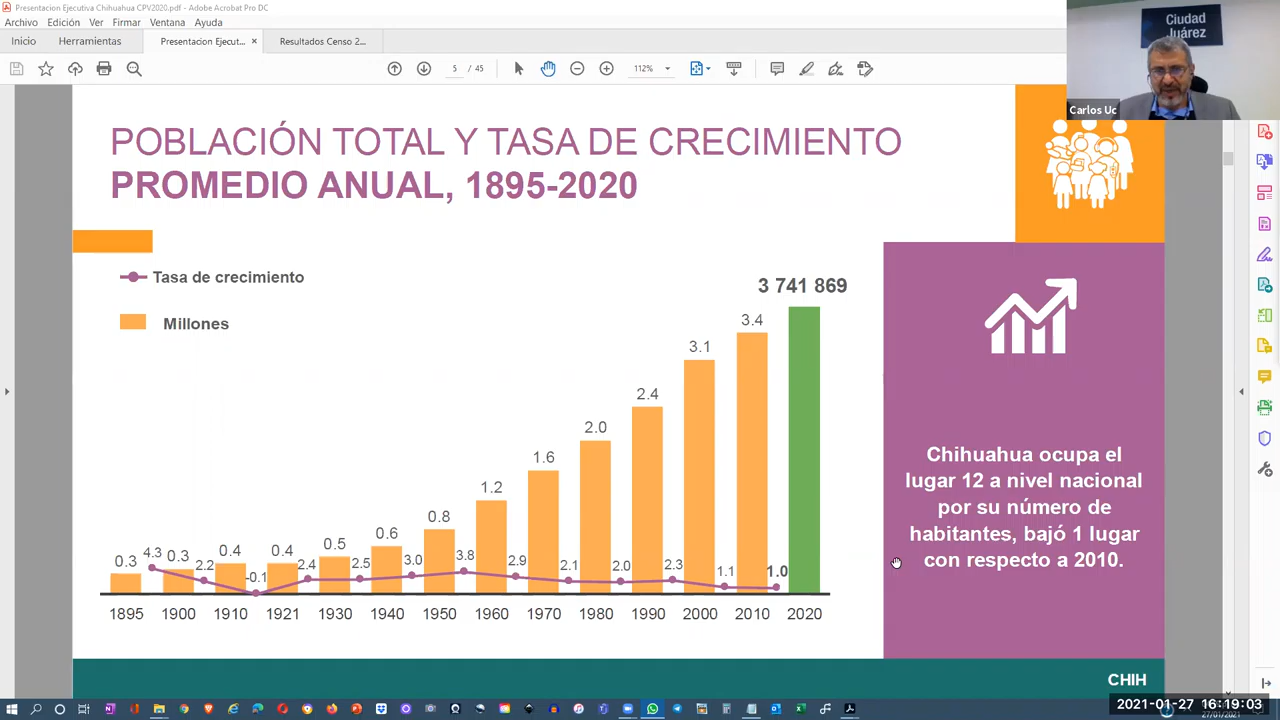 Presentacion Ejecutiva Chihuahua CPV2020.pdf - Adobe Acrobat Pro DC
Archivo Edición Ver Firmar Ventana Ayuda
Inicio Herramientas Presentacion Ejecut... × Resultados Censo 2...
5 / 45 112%
Ciudad
Juárez
Carlos Uc
POBLACIÓN TOTAL Y TASA DE CRECIMIENTO
PROMEDIO ANUAL, 1895-2020
Tasa de crecimiento
Millones
3 741 869
3.4
3.1
2.4
2.0
1.6
1.2
0.8
0.6
0.5
0.3 4.3 0.3 2.2 0.4 -0.1 0.4 2.4 2.5 3.0 3.8 2.9 2.1 2.0 2.3 1.1 1.0
1895 1900 1910 1921 1930 1940 1950 1960 1970 1980 1990 2000 2010 2020
Chihuahua ocupa el
lugar 12 a nivel nacional
por su número de
habitantes, bajó 1 lugar
con respecto a 2010.
CHIH
2021-01-27 16:19:03
27/01/2021